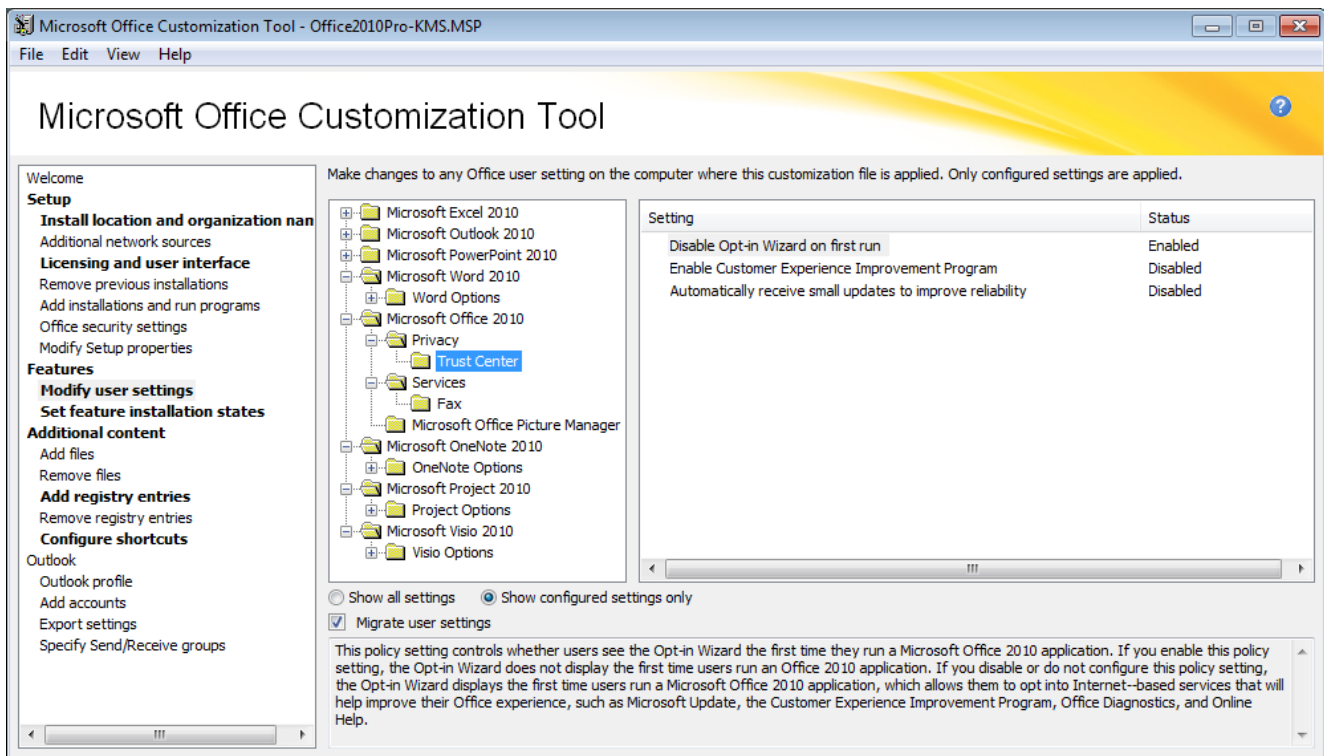 Microsoft Office Customization Tool - Office2010Pro-KMS.MSP
File Edit View Help
Microsoft Office Customization Tool
Welcome
Setup
Install location and organization nan
Additional network sources
Licensing and user interface
Remove previous installations
Add installations and run programs
Office security settings
Modify Setup properties
Features
Modify user settings
Set feature installation states
Additional content
Add files
Remove files
Add registry entries
Remove registry entries
Configure shortcuts
Outlook
Outlook profile
Add accounts
Export settings
Specify Send/Receive groups
Make changes to any Office user setting on the computer where this customization file is applied. Only configured settings are applied.
Microsoft Excel 2010
Microsoft Outlook 2010
Microsoft PowerPoint 2010
Microsoft Word 2010
Word Options
Microsoft Office 2010
Privacy
Trust Center
Services
Fax
Microsoft Office Picture Manager
Microsoft OneNote 2010
OneNote Options
Microsoft Project 2010
Project Options
Microsoft Visio 2010
Visio Options
Setting Status
Disable Opt-in Wizard on first run Enabled
Enable Customer Experience Improvement Program Disabled
Automatically receive small updates to improve reliability Disabled
Show all settings Show configured settings only
Migrate user settings
This policy setting controls whether users see the Opt-in Wizard the first time they run a Microsoft Office 2010 application. If you enable this policy
setting, the Opt-in Wizard does not display the first time users run an Office 2010 application. If you disable or do not configure this policy setting,
the Opt-in Wizard displays the first time users run a Microsoft Office 2010 application, which allows them to opt into Internet--based services that will
help improve their Office experience, such as Microsoft Update, the Customer Experience Improvement Program, Office Diagnostics, and Online
Help.